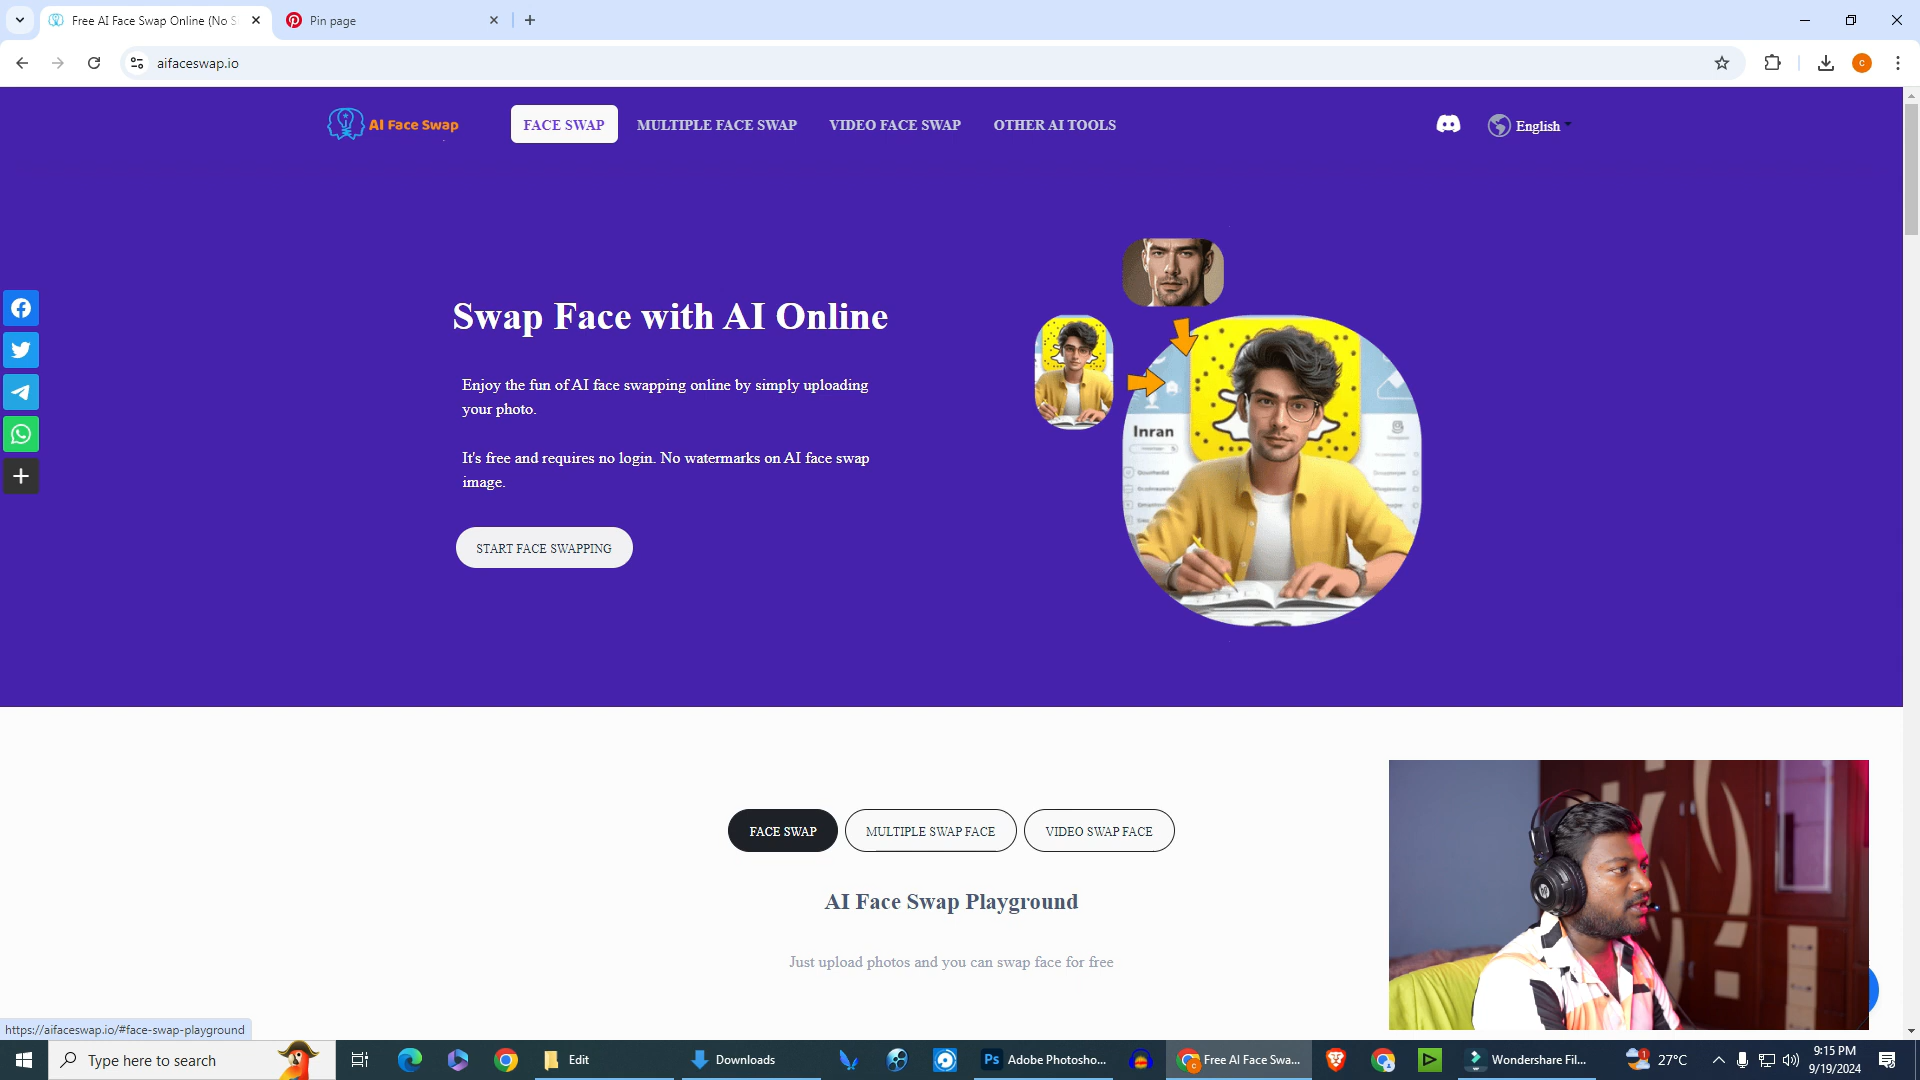 Free AI Face Swap Online (No S
Pin page
aifaceswap.io
AI Face Swap
FACE SWAP
MULTIPLE FACE SWAP
VIDEO FACE SWAP
OTHER AI TOOLS
English
Swap Face with AI Online
Enjoy the fun of AI face swapping online by simply uploading
your photo.
It's free and requires no login. No watermarks on AI face swap
image.
START FACE SWAPPING
Inran
FACE SWAP
MULTIPLE SWAP FACE
VIDEO SWAP FACE
AI Face Swap Playground
Just upload photos and you can swap face for free
https://aifaceswap.io/#face-swap-playground
Type here to search
Edit
Downloads
Ps
Adobe Photosho...
Free AI Face Swa...
Wondershare Fil...
1
27°C
9:15 PM
9/19/2024